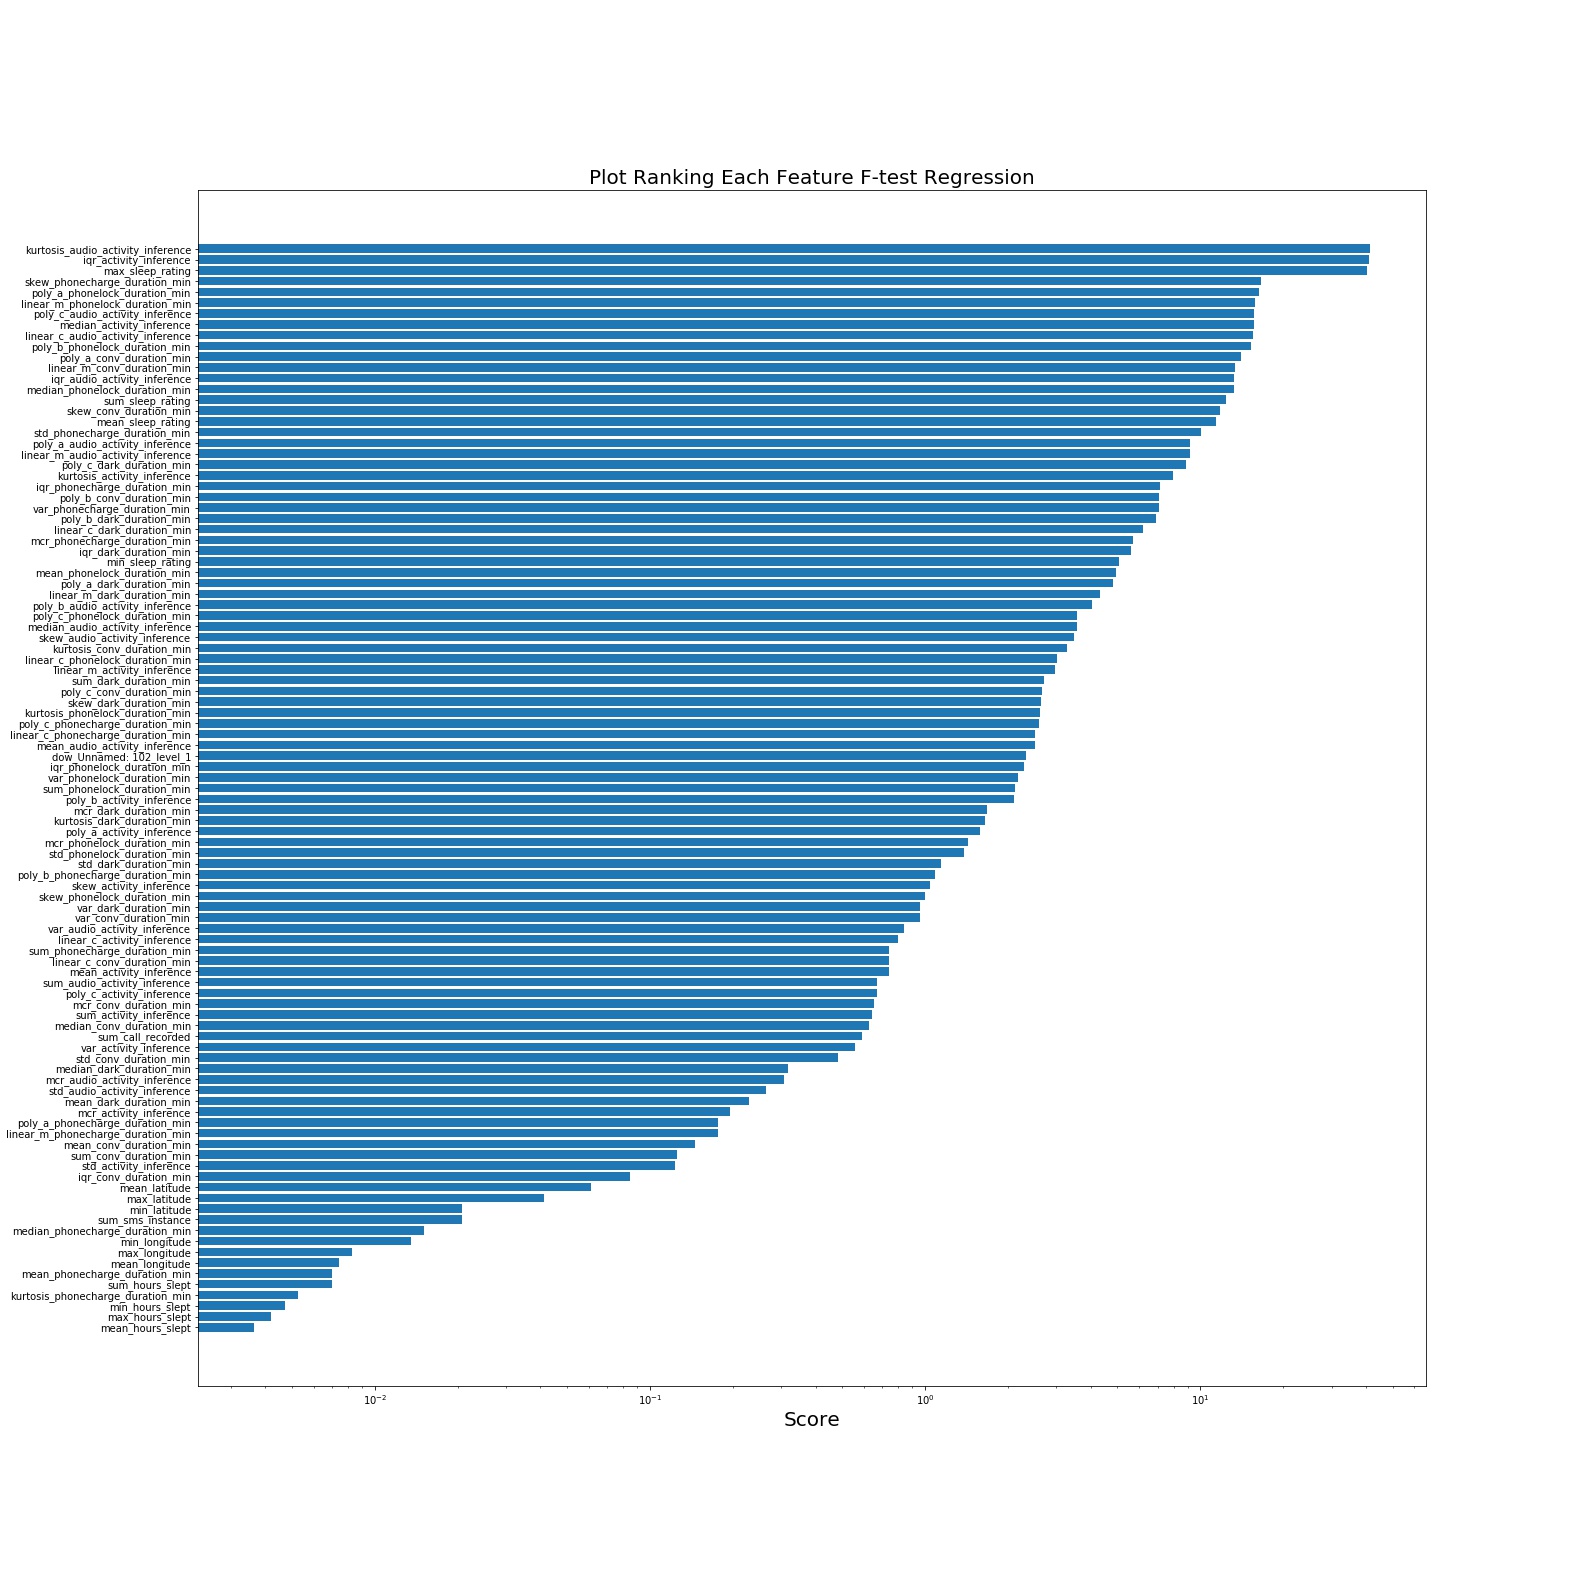 Plot Ranking Each Feature F-test Regression
kurtosis_audio_activity_inference
iqr_activity_inference
max_sleep_rating
skew_phonecharge_duration_min
poly_a_phonelock_duration_min
linear_m_phonelock_duration_min
poly_c_audio_activity_inference
median_activity_inference
linear_c_audio_activity_inference
poly_b_phonelock_duration_min
poly_a_conv_duration_min
linear_m_conv_duration_min
iqr_audio_activity_inference
median_phonelock_duration_min
sum_sleep_rating
skew_conv_duration_min
mean_sleep_rating
std_phonecharge_duration_min
poly_a_audio_activity_inference
linear_m_audio_activity_inference
poly_c_dark_duration_min
kurtosis_activity_inference
iqr_phonecharge_duration_min
poly_b_conv_duration_min
var_phonecharge_duration_min
poly_b_dark_duration_min
linear_c_dark_duration_min
mcr_phonecharge_duration_min
iqr_dark_duration_min
min_sleep_rating
mean_phonelock_duration_min
poly_a_dark_duration_min
linear_m_dark_duration_min
poly_b_audio_activity_inference
poly_c_phonelock_duration_min
median_audio_activity_inference
skew_audio_activity_inference
kurtosis_conv_duration_min
linear_c_phonelock_duration_min
linear_m_activity_inference
sum_dark_duration_min
poly_c_conv_duration_min
skew_dark_duration_min
kurtosis_phonelock_duration_min
poly_c_phonecharge_duration_min
linear_c_phonecharge_duration_min
mean_audio_activity_inference
dow_Unnamed: 102_level_1
iqr_phonelock_duration_min
var_phonelock_duration_min
sum_phonelock_duration_min
poly_b_activity_inference
mcr_dark_duration_min
kurtosis_dark_duration_min
poly_a_activity_inference
mcr_phonelock_duration_min
std_phonelock_duration_min
std_dark_duration_min
poly_b_phonecharge_duration_min
skew_activity_inference
skew_phonelock_duration_min
var_dark_duration_min
var_conv_duration_min
var_audio_activity_inference
linear_c_activity_inference
sum_phonecharge_duration_min
linear_c_conv_duration_min
mean_activity_inference
sum_audio_activity_inference
poly_c_activity_inference
mcr_conv_duration_min
sum_activity_inference
median_conv_duration_min
sum_call_recorded
var_activity_inference
std_conv_duration_min
median_dark_duration_min
mcr_audio_activity_inference
std_audio_activity_inference
mean_dark_duration_min
mcr_activity_inference
poly_a_phonecharge_duration_min
linear_m_phonecharge_duration_min
mean_conv_duration_min
sum_conv_duration_min
std_activity_inference
iqr_conv_duration_min
mean_latitude
max_latitude
min_latitude
sum_sms_instance
median_phonecharge_duration_min
min_longitude
max_longitude
mean_longitude
mean_phonecharge_duration_min
sum_hours_slept
kurtosis_phonecharge_duration_min
min_hours_slept
max_hours_slept
mean_hours_slept
10⁻² 10⁻¹ 10⁰ 10¹
Score